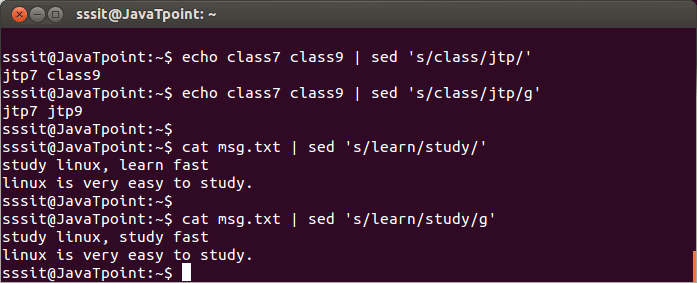 sssit@JavaTpoint: ~
sssit@JavaTpoint:~$ echo class7 class9 | sed 's/class/jtp/'
jtp7 class9
sssit@JavaTpoint:~$ echo class7 class9 | sed 's/class/jtp/g'
jtp7 jtp9
sssit@JavaTpoint:~$
sssit@JavaTpoint:~$ cat msg.txt | sed 's/learn/study/'
study linux, learn fast
linux is very easy to study.
sssit@JavaTpoint:~$
sssit@JavaTpoint:~$ cat msg.txt | sed 's/learn/study/g'
study linux, study fast
linux is very easy to study.
sssit@JavaTpoint:~$